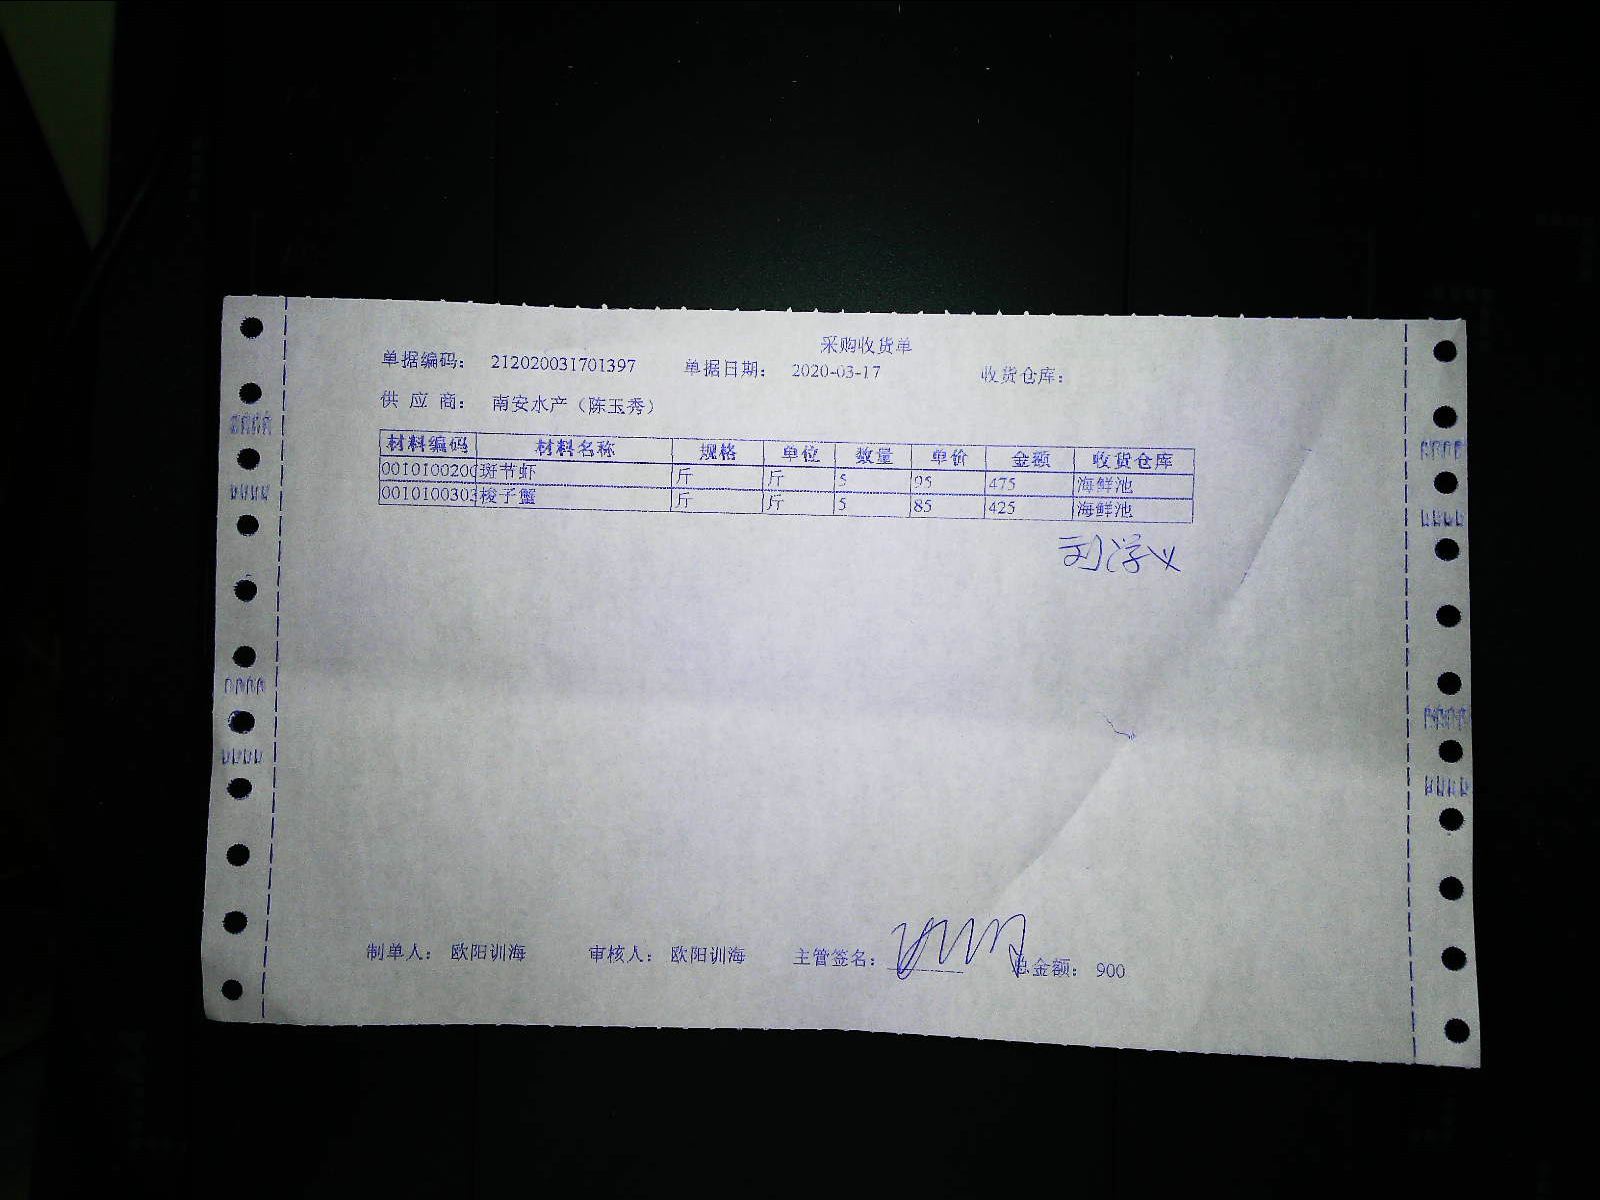 采购收货单
单据编码： 212020031701397 单据日期： 2020-03-17 收货仓库：
供 应 商： 南安水产（陈玉秀）
材料编码 材料名称 规格 单位 数量 单价 金额 收货仓库
0010100200 斑节虾 斤 斤 5 95 475 海鲜池
0010100303 梭子蟹 斤 斤 5 85 425 海鲜池
刘学义
制单人： 欧阳训海 审核人： 欧阳训海 主管签名： 总金额： 900